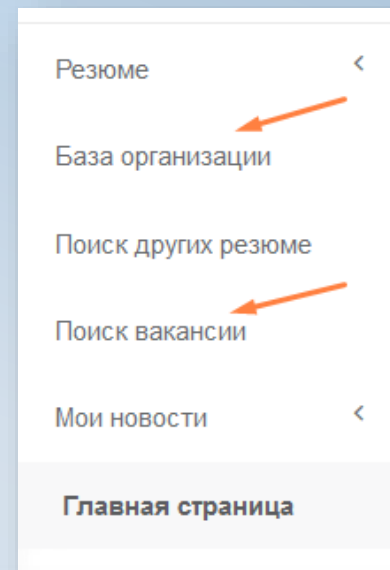 Резюме
База организации
Поиск других резюме
Поиск вакансии
Мои новости
Главная страница